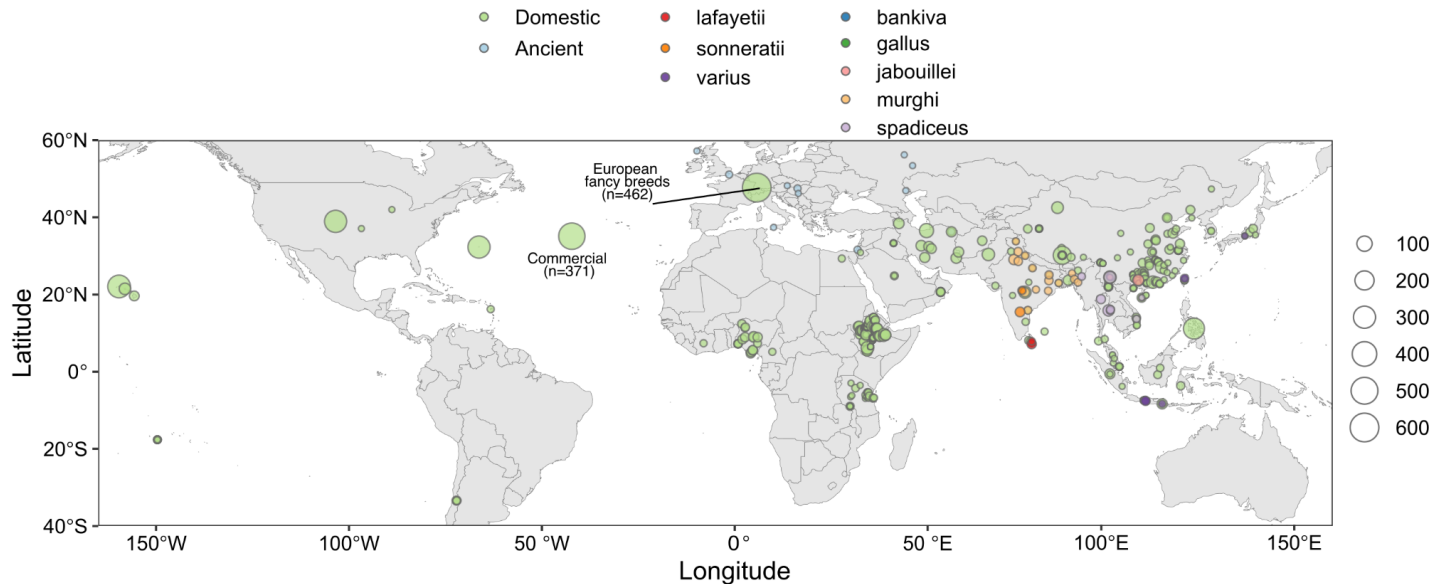 Domestic
Ancient
lafayetii
sonneratii
varius
bankiva
gallus
jabouillei
murghi
spadiceus
60°N
40°N
20°N
0°
20°S
40°S
Latitude
European
fancy breeds
(n=462)
Commercial
(n=371)
100
200
300
400
500
600
150°W
100°W
50 °W
0 °
50 °E
100°E
150°E
Longitude